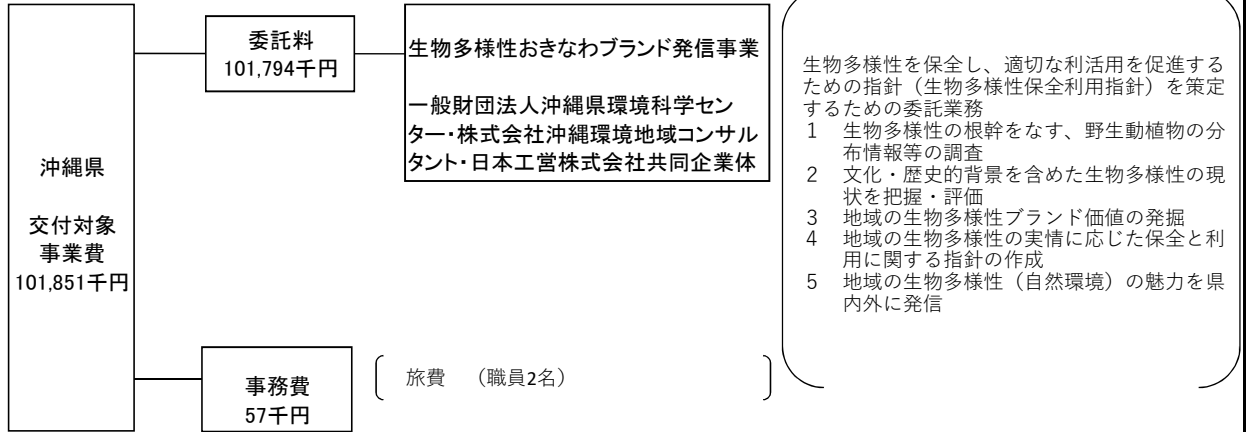 沖縄県
交付対象
事業費
101,851千円
委託料
101,794千円
生物多様性おきなわブランド発信事業
一般財団法人沖縄県環境科学セン
ター・株式会社沖縄環境地域コンサル
タント・日本工営株式会社共同企業体
生物多様性を保全し、適切な利活用を促進する
ための指針（生物多様性保全利用指針）を策定
するための委託業務
1 生物多様性の根幹をなす、野生動植物の分
布情報等の調査
2 文化・歴史的背景を含めた生物多様性の現
状を把握・評価
3 地域の生物多様性ブランド価値の発掘
4 地域の生物多様性の実情に応じた保全と利
用に関する指針の作成
5 地域の生物多様性（自然環境）の魅力を県
内外に発信
事務費
57千円
旅費 （職員2名）